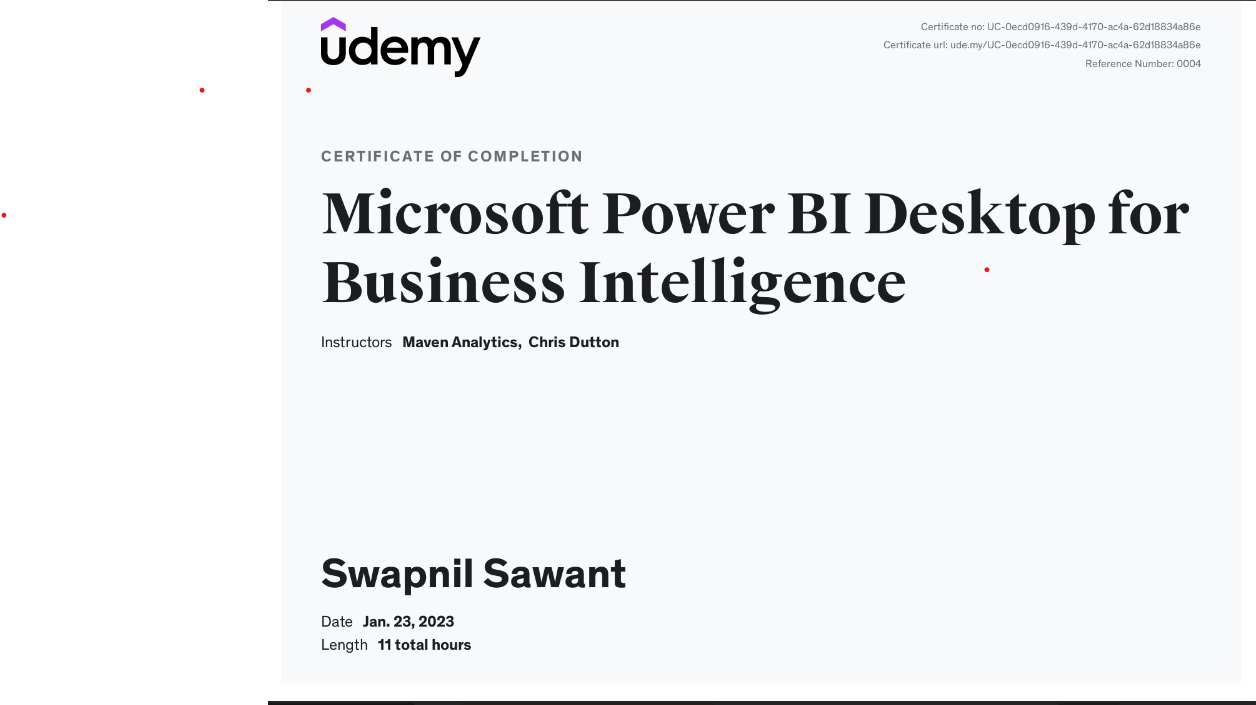 udemy
Certificate no: UC-0ecd0916-439d-4170-ac4a-62d18834a86e
Certificate url: ude.my/UC-0ecd0916-439d-4170-ac4a-62d18834a86e
Reference Number: 0004
CERTIFICATE OF COMPLETION
Microsoft Power BI Desktop for
Business Intelligence
Instructors Maven Analytics, Chris Dutton
Swapnil Sawant
Date Jan. 23, 2023
Length 11 total hours